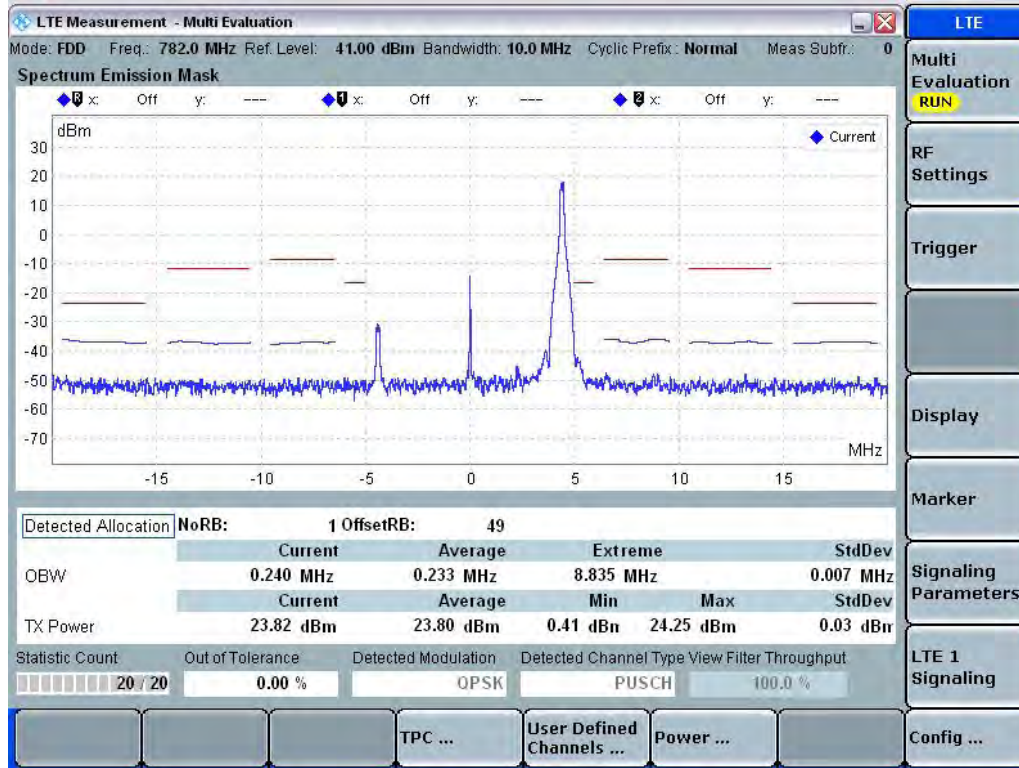 LTE Measurement - Multi Evaluation
LTE
Mode: FDD Freq.: 782.0 MHz Ref. Level: 41.00 dBm Bandwidth: 10.0 MHz Cyclic Prefix: Normal Meas Subfr.: 0
Spectrum Emission Mask
R x: Off y: --- 1 x: Off y: --- 2 x: Off y: ---
dBm
Current
30
20
10
0
-10
-20
-30
-40
-50
-60
-70
MHz
-15 -10 -5 0 5 10 15
Detected Allocation NoRB: 1 OffsetRB: 49
Current Average Extreme StdDev
OBW 0.240 MHz 0.233 MHz 8.835 MHz 0.007 MHz
Current Average Min Max StdDev
TX Power 23.82 dBm 23.80 dBm 0.41 dBm 24.25 dBm 0.03 dBm
Statistic Count Out of Tolerance Detected Modulation Detected Channel Type View Filter Throughput
20 / 20 0.00 % QPSK PUSCH 100.0 %
TPC ...
User Defined
Channels ...
Power ...
Multi
Evaluation
RUN
RF
Settings
Trigger
Display
Marker
Signaling
Parameters
LTE 1
Signaling
Config ...